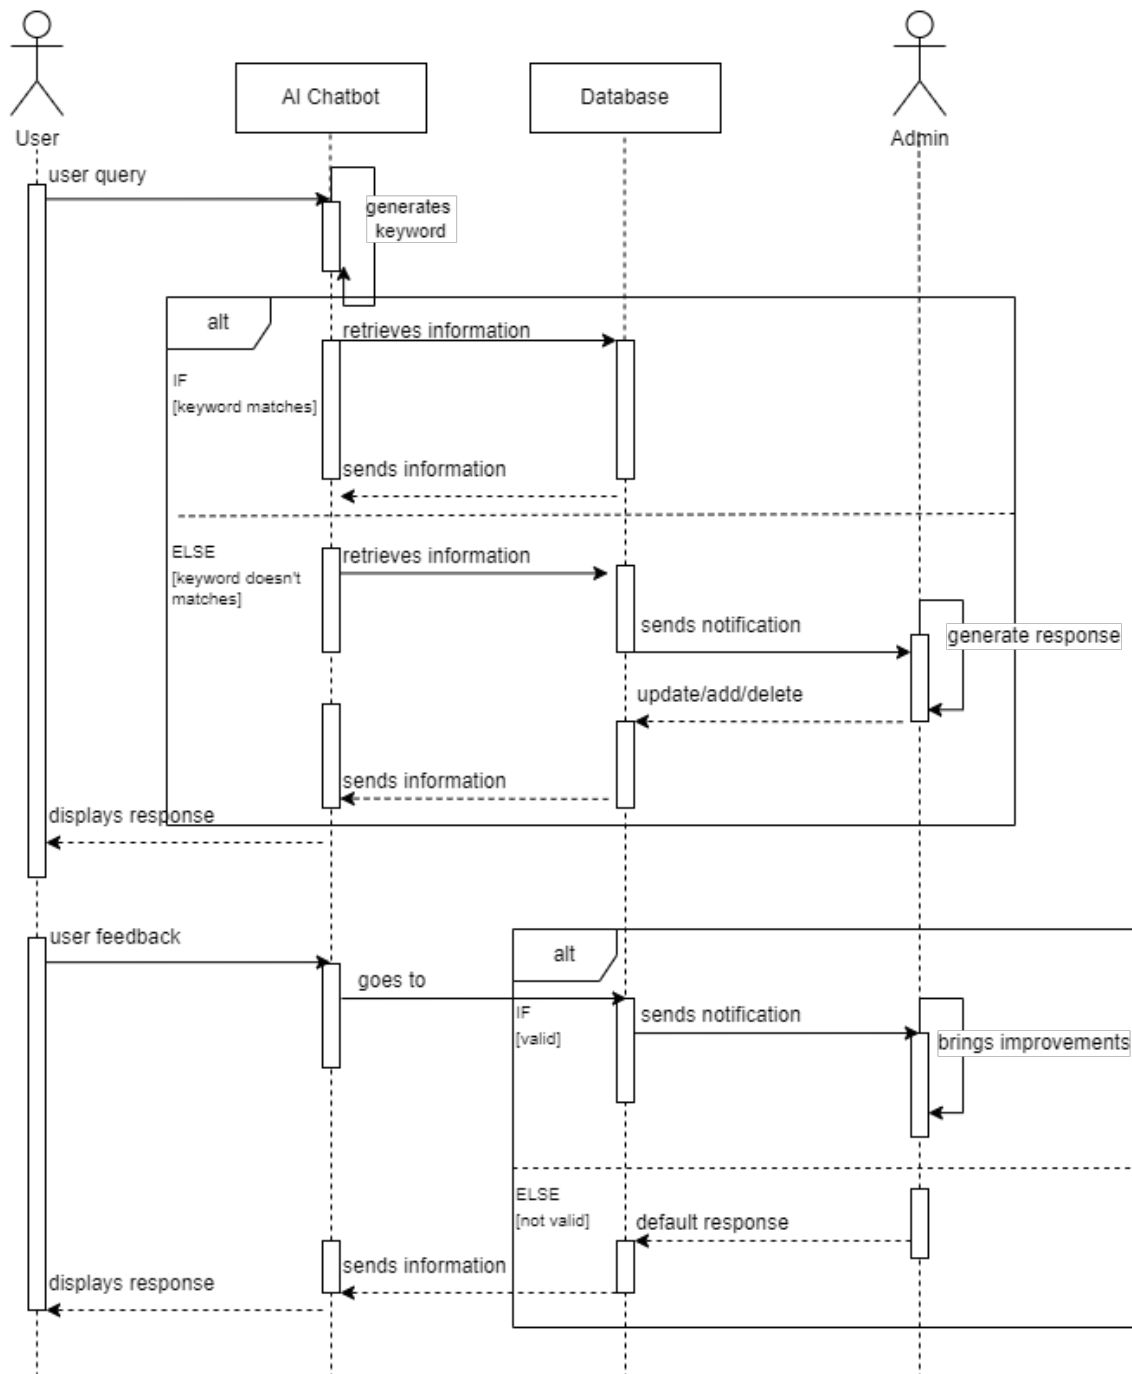 User
AI Chatbot
Database
Admin
user query
generates
keyword
alt
retrieves information
IF
[keyword matches]
sends information
ELSE
[keyword doesn't
matches]
retrieves information
sends notification
generate response
update/add/delete
sends information
displays response
user feedback
alt
goes to
IF
[valid]
sends notification
brings improvements
ELSE
[not valid]
default response
sends information
displays response